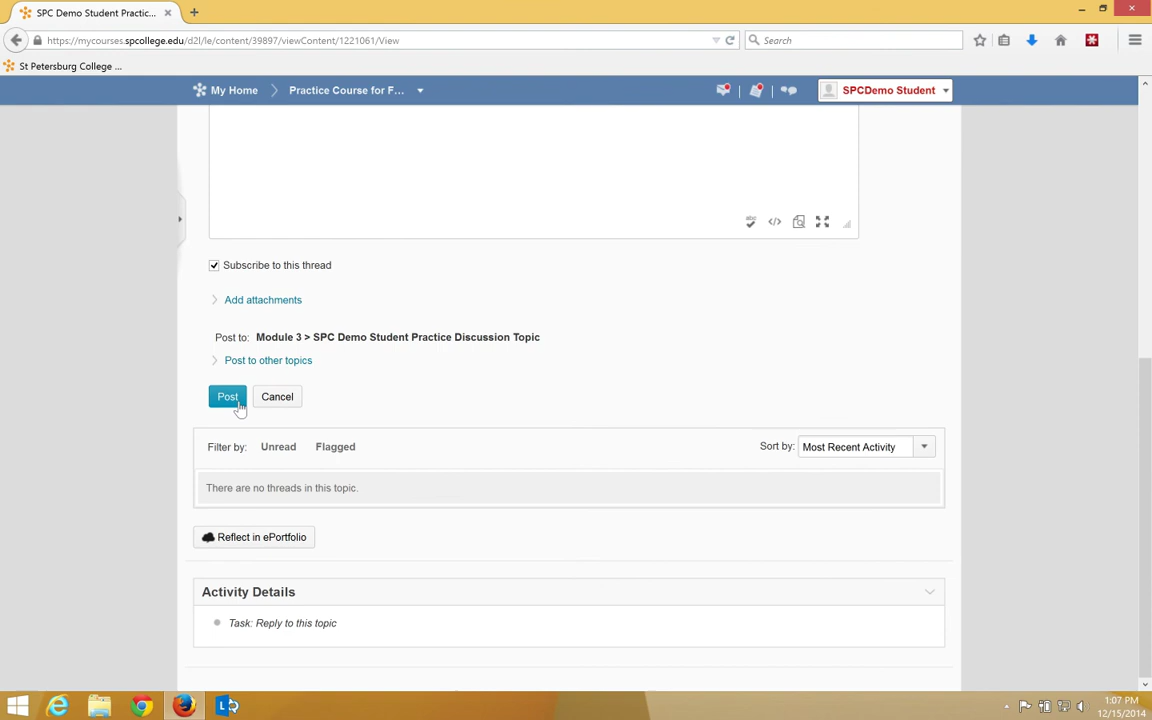 SPC Demo Student Practic...
https://mycourses.spcollege.edu/d2l/le/content/39897/viewContent/1221061/View
Search
St Petersburg College ...
My Home
Practice Course for F...
SPCDemo Student
abc
Subscribe to this thread
Add attachments
Post to: Module 3 > SPC Demo Student Practice Discussion Topic
Post to other topics
Post Cancel
Filter by: Unread Flagged Sort by: Most Recent Activity
There are no threads in this topic.
Reflect in ePortfolio
Activity Details
Task: Reply to this topic
1:07 PM
12/15/2014